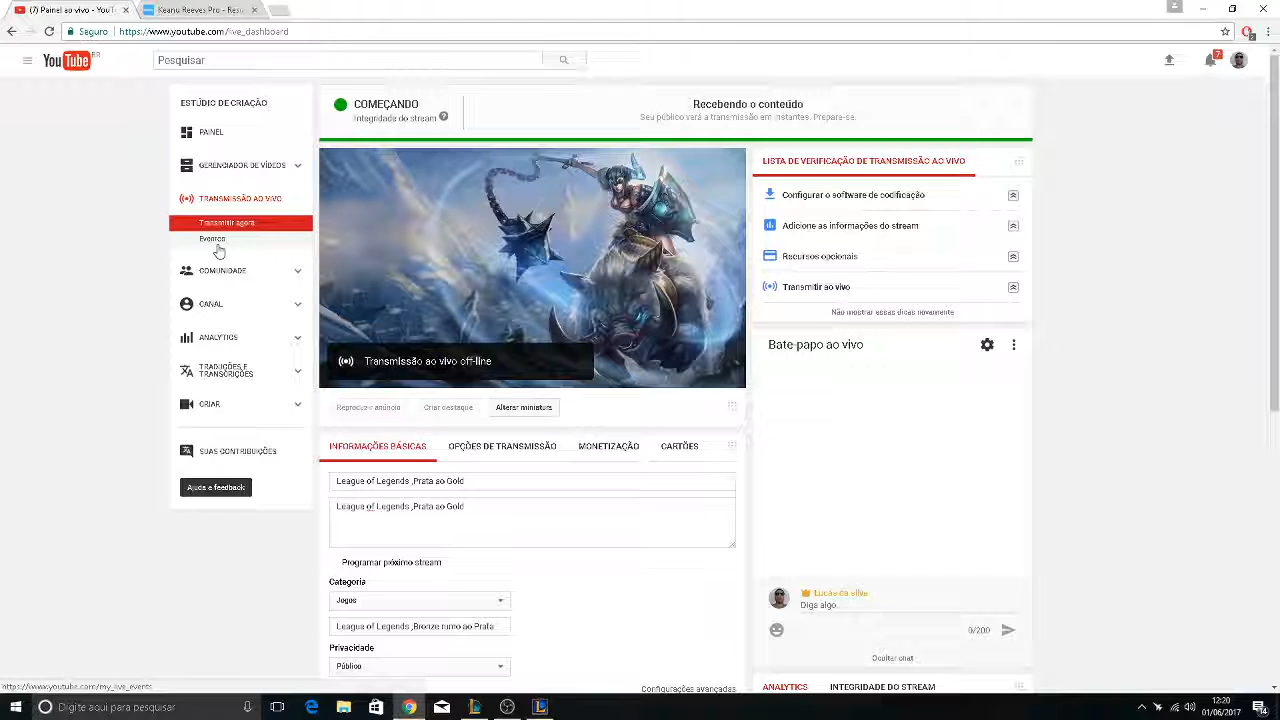 (7) Painel ao vivo - YouT
Keanu Reeves Pro - Resu
Seguro
https://www.youtube.com/live_dashboard
YouTube BR
Pesquisar
7
ESTÚDIO DE CRIAÇÃO
PAINEL
GERENCIADOR DE VÍDEOS
TRANSMISSÃO AO VIVO
Transmitir agora
Eventos
COMUNIDADE
CANAL
ANALYTICS
TRADUÇÕES E
TRANSCRIÇÕES
CRIAR
SUAS CONTRIBUIÇÕES
Ajuda e feedback
COMEÇANDO
Integridade do stream ?
Recebendo o conteúdo
Seu público verá a transmissão em instantes. Prepare-se.
Transmissão ao vivo off-line
Reproduzir anúncio
Criar destaque
Alterar miniatura
INFORMAÇÕES BÁSICAS
OPÇÕES DE TRANSMISSÃO
MONETIZAÇÃO
CARTÕES
League of Legends ,Prata ao Gold
League of Legends ,Prata ao Gold
Programar próximo stream
Categoria
Jogos
League of Legends ,Bronze rumo ao Prata
Privacidade
Público
Configurações avançadas
LISTA DE VERIFICAÇÃO DE TRANSMISSÃO AO VIVO
Configurar o software de codificação
Adicione as informações do stream
Recursos opcionais
Transmitir ao vivo
Não mostrar essas dicas novamente
Bate-papo ao vivo
Lucas da silva
Diga algo...
0/200
Ocultar chat
ANALYTICS
INTEGRIDADE DO STREAM
https://www.youtube.com/my_live_events
Digite aqui para pesquisar
12:20
01/06/2017